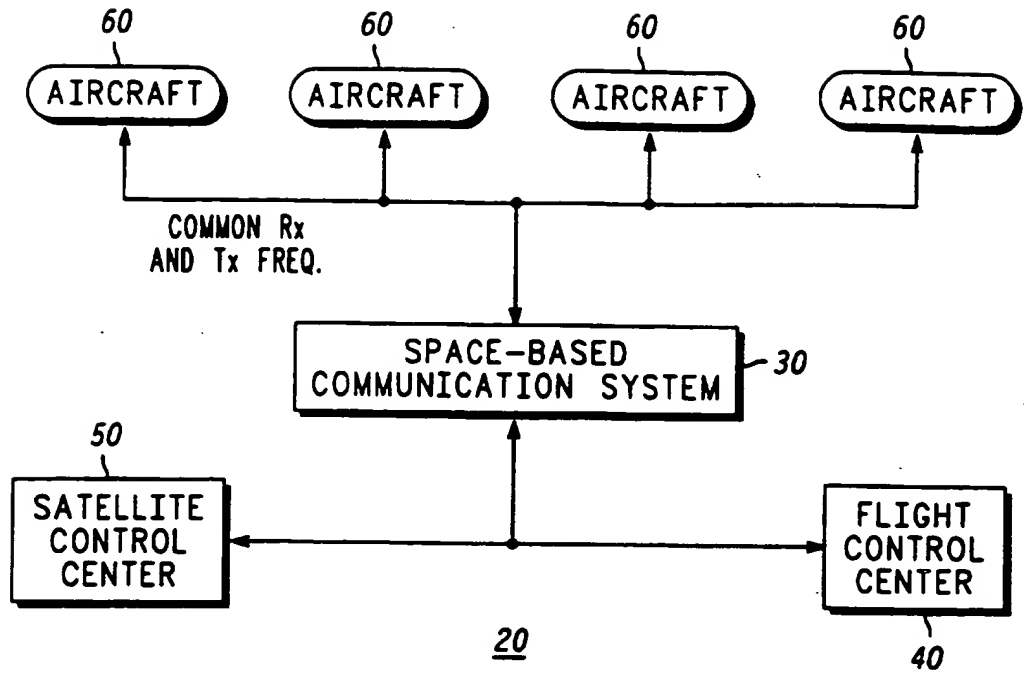 60 60 60 60
AIRCRAFT AIRCRAFT AIRCRAFT AIRCRAFT
COMMON Rx
AND Tx FREQ.
SPACE-BASED
COMMUNICATION SYSTEM
30
50
SATELLITE
CONTROL
CENTER
FLIGHT
CONTROL
CENTER
20
40